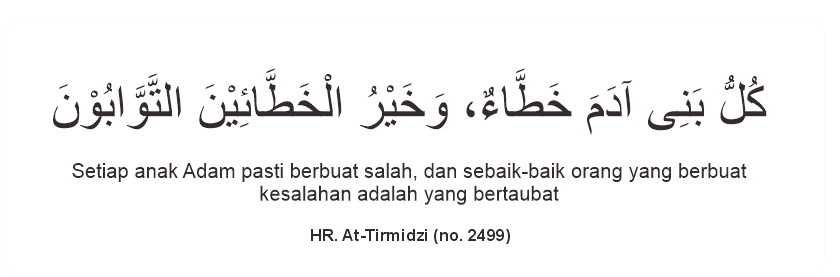 كُلُّ بَنِى آدَمَ خَطَّاءٌ، وَخَيْرُ الْخَطَّائِيْنَ التَّوَّابُوْنَ
Setiap anak Adam pasti berbuat salah, dan sebaik-baik orang yang berbuat
kesalahan adalah yang bertaubat
HR. At-Tirmidzi (no. 2499)